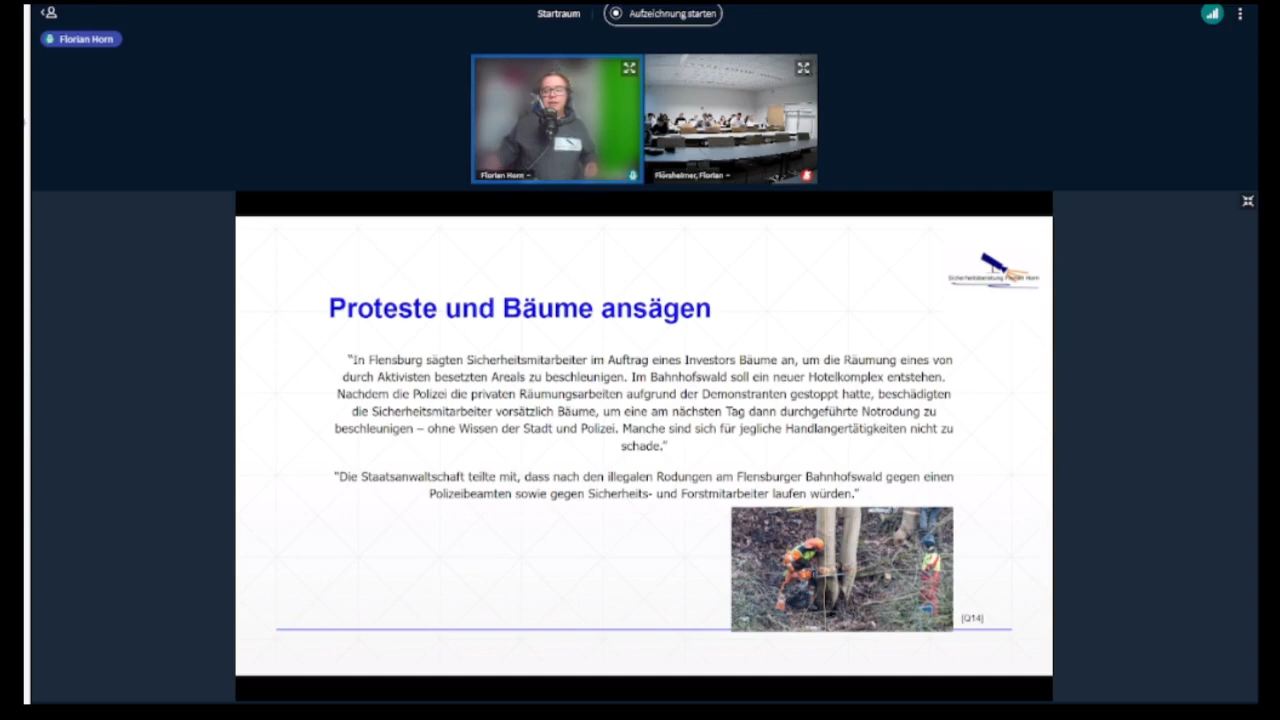 Startraum
Aufzeichnung starten
Florian Horn
Florian Horn
Flörsheimer, Florian
Sicherheitsberatung Florian Horn
Proteste und Bäume ansägen
"In Flensburg sägten Sicherheitsmitarbeiter im Auftrag eines Investors Bäume an, um die Räumung eines von
durch Aktivisten besetzten Areals zu beschleunigen. Im Bahnhofswald soll ein neuer Hotelkomplex entstehen.
Nachdem die Polizei die privaten Räumungsarbeiten aufgrund der Demonstranten gestoppt hatte, beschädigten
die Sicherheitsmitarbeiter vorsätzlich Bäume, um eine am nächsten Tag dann durchgeführte Notrodung zu
beschleunigen – ohne Wissen der Stadt und Polizei. Manche sind sich für jegliche Handlangertätigkeiten nicht zu
schade."
"Die Staatsanwaltschaft teilte mit, dass nach den illegalen Rodungen am Flensburger Bahnhofswald gegen einen
Polizeibeamten sowie gegen Sicherheits- und Forstmitarbeiter laufen würden."
[Q14]